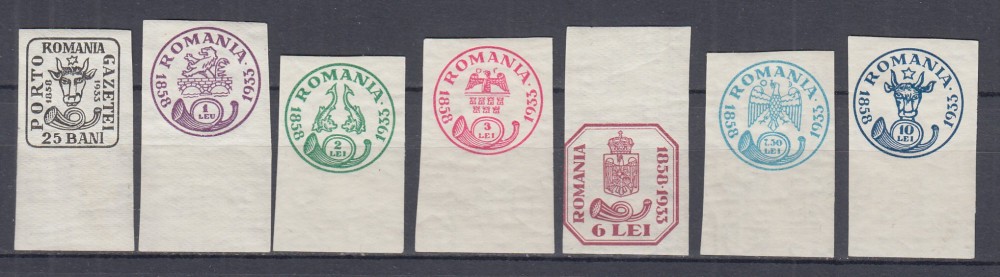 ROMANIA
PORTO
GAZETEI
1858
1933
25 BANI
ROMANIA·
1858
1933
1
LEU
ROMANIA·
1858
1933
2
LEI
ROMANIA·
1858
1933
3
LEI
ROMANIA
1858·1933
6 LEI
ROMANIA·
1858
1933
7.50
LEI
ROMANIA·
1858
1933
10
LEI